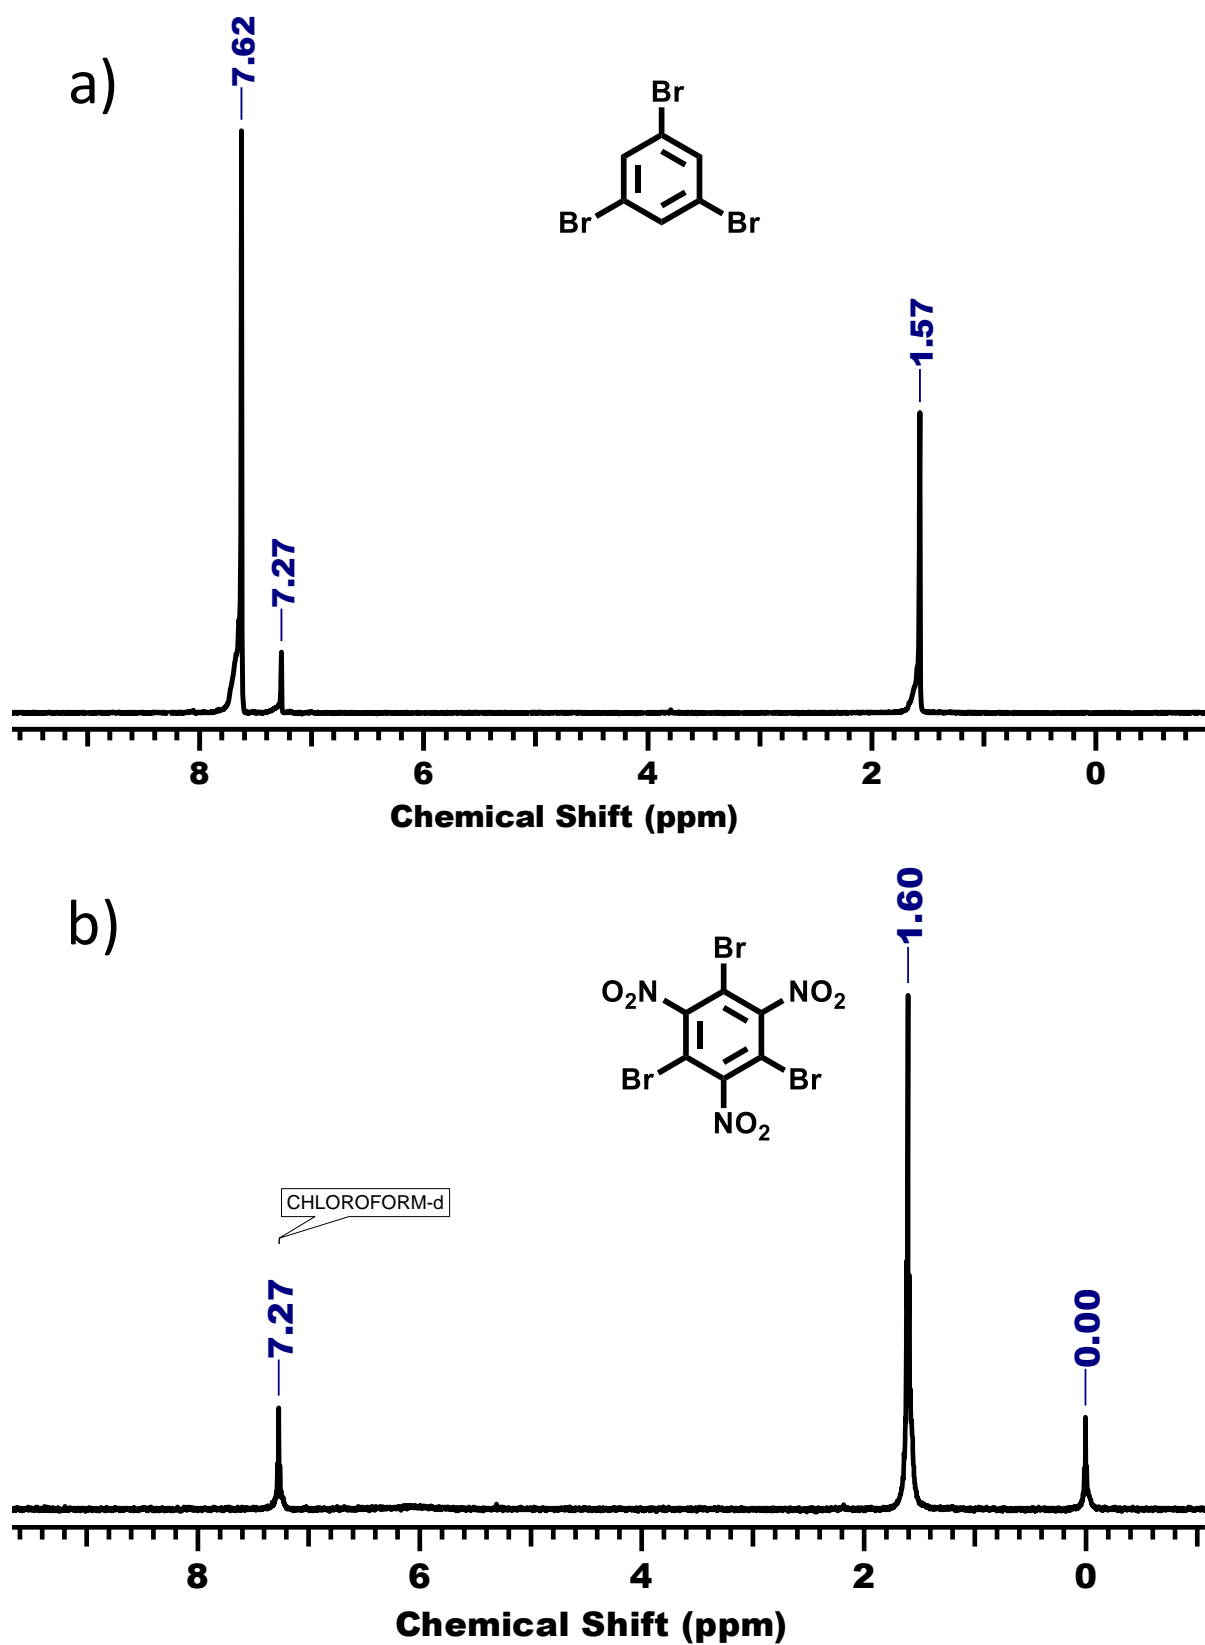 a)
7.62
7.27
1.57
Br
Br
Br
8 6 4 2 0
Chemical Shift (ppm)
b)
1.60
Br
O2N
NO2
Br
Br
NO2
CHLOROFORM-d
7.27
0.00
8 6 4 2 0
Chemical Shift (ppm)